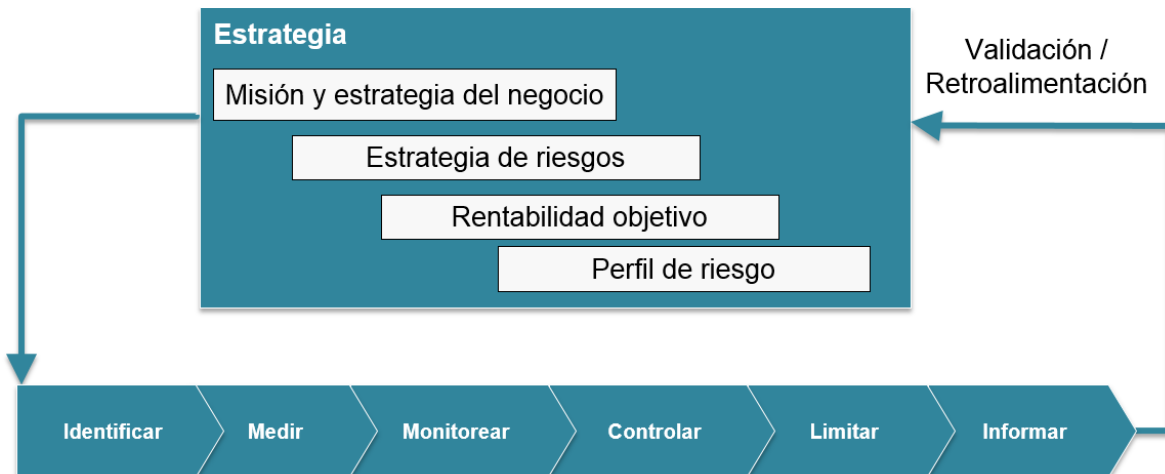 Estrategia
Misión y estrategia del negocio
Estrategia de riesgos
Rentabilidad objetivo
Perfil de riesgo
Validación /
Retroalimentación
Identificar
Medir
Monitorear
Controlar
Limitar
Informar